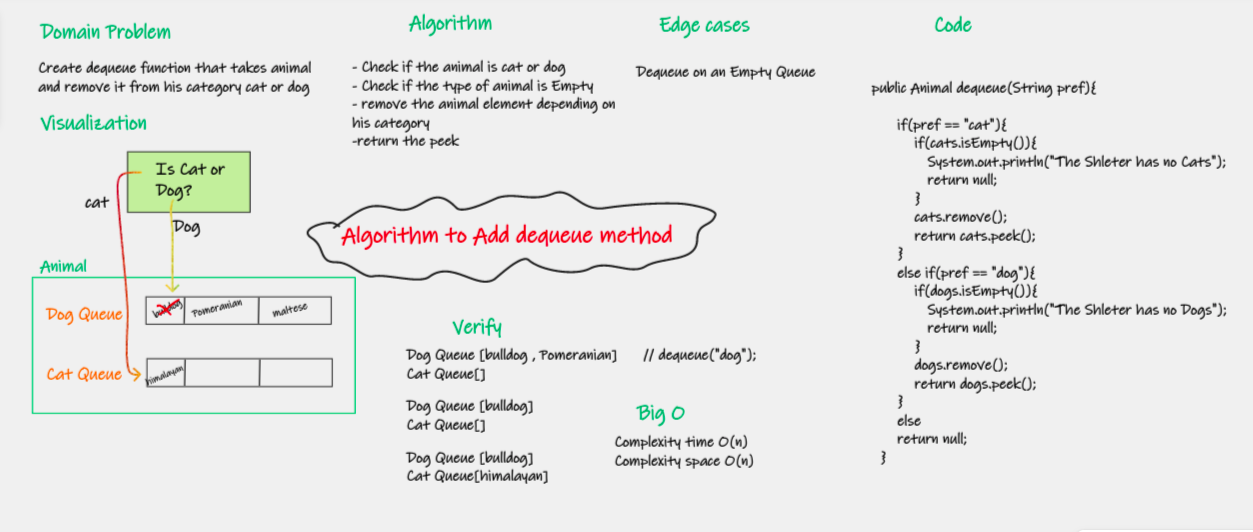 Domain Problem
Create dequeue function that takes animal
and remove it from his category cat or dog
Visualization
Is Cat or
Dog?
cat
Dog
Animal
Dog Queue
bulldog
Pomeranian
maltese
Cat Queue
himalayan
Algorithm
- Check if the animal is cat or dog
- Check if the type of animal is Empty
- remove the animal element depending on
his category
-return the peek
Algorithm to Add dequeue method
Verify
Dog Queue [bulldog , Pomeranian] // dequeue("dog");
Cat Queue[]
Dog Queue [bulldog]
Cat Queue[]
Dog Queue [bulldog]
Cat Queue[himalayan]
Edge cases
Dequeue on an Empty Queue
Big O
Complexity time O(n)
Complexity space O(n)
Code
public Animal dequeue(String pref){
if(pref == "cat"){
if(cats.isEmpty()){
System.out.println("The Shleter has no Cats");
return null;
}
cats.remove();
return cats.peek();
}
else if(pref == "dog"){
if(dogs.isEmpty()){
System.out.println("The Shleter has no Dogs");
return null;
}
dogs.remove();
return dogs.peek();
}
else
return null;
}